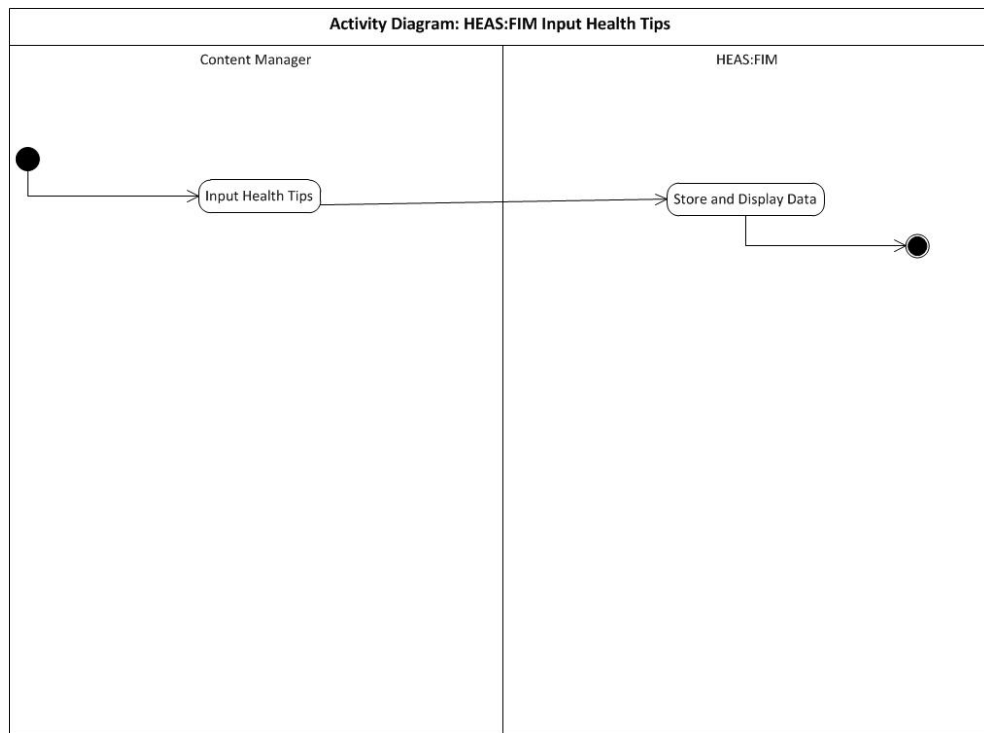 Activity Diagram: HEAS:FIM Input Health Tips
Content Manager
HEAS:FIM
Input Health Tips
Store and Display Data